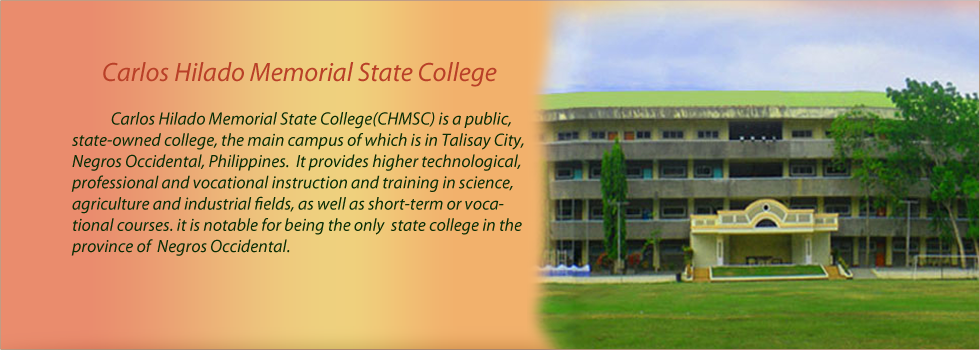 Carlos Hilado Memorial State College
Carlos Hilado Memorial State College(CHMSC) is a public,
state-owned college, the main campus of which is in Talisay City,
Negros Occidental, Philippines. It provides higher technological,
professional and vocational instruction and training in science,
agriculture and industrial fields, as well as short-term or voca-
tional courses. it is notable for being the only state college in the
province of Negros Occidental.